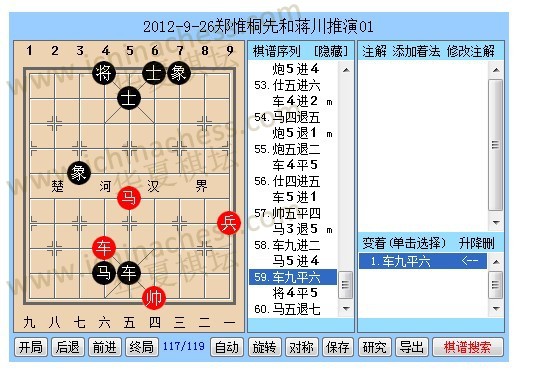 2012-9-26郑惟桐先和蒋川推演01
1 2 3 4 5 6 7 8 9
将 士 象
士
象
楚 河 汉 界
马
兵
车
马 车
帅
九 八 七 六 五 四 三 二 一
棋谱序列 [隐藏]
炮5进4
53. 仕五进六
车4进2 m
54. 马四退五
炮5退1 m
55. 炮五退二
车4平5
56. 仕四进五
车5进1 m
57. 帅五平四
马3退5 m
58. 车九进二
马5进4
59. 车九平六
将4平5
60. 马五退七
注解 添加着法 修改注解
变着(单击选择) 升降删
1.车九平六 <--
开局 后退 前进 终局 117/119 自动 旋转 对称 保存 研究 导出 棋谱搜索
www.ichinachess.com
华夏棋坛